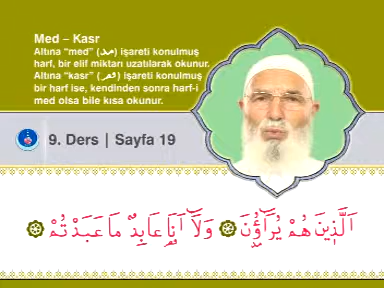 Med – Kasr
Altına “med” (مد) işareti konulmuş
harf, bir elif miktarı uzatılarak okunur.
Altına “kasr” (قصر) işareti konulmuş
bir harf ise, kendinden sonra harf-i
med olsa bile kısa okunur.
9. Ders | Sayfa 19
اَلَّذ۪ينَ هُمْ يُرَٓاؤُ۫نَ ۞ وَلَٓا اَنَا۬ عَابِدٌ مَا عَبَدْتُمْ ۞